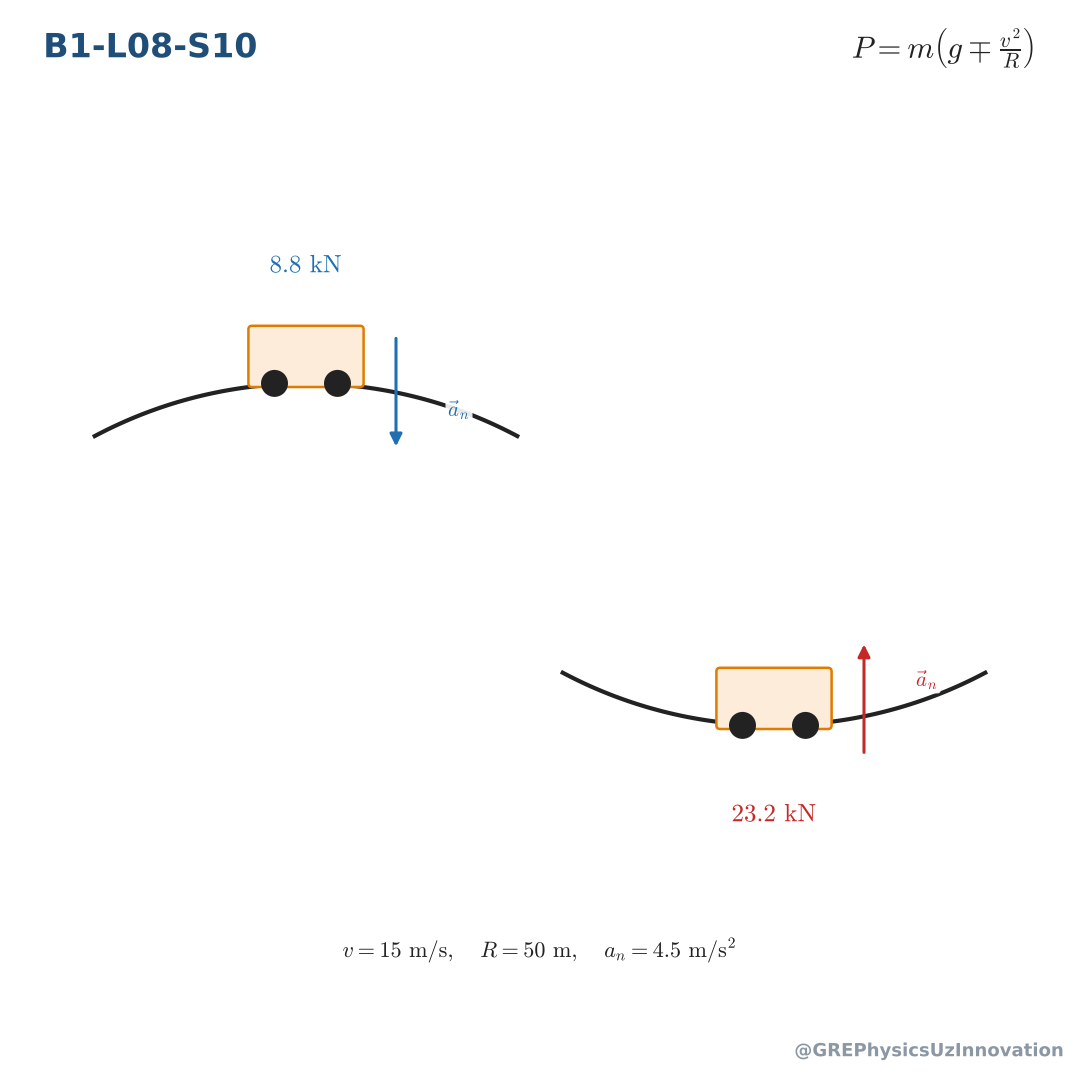 B1-L08-S10
P = m(g ∓ v²/R)
8.8 kN
a⃗ₙ
a⃗ₙ
23.2 kN
v = 15 m/s, R = 50 m, aₙ = 4.5 m/s²
@GREPhysicsUzInnovation